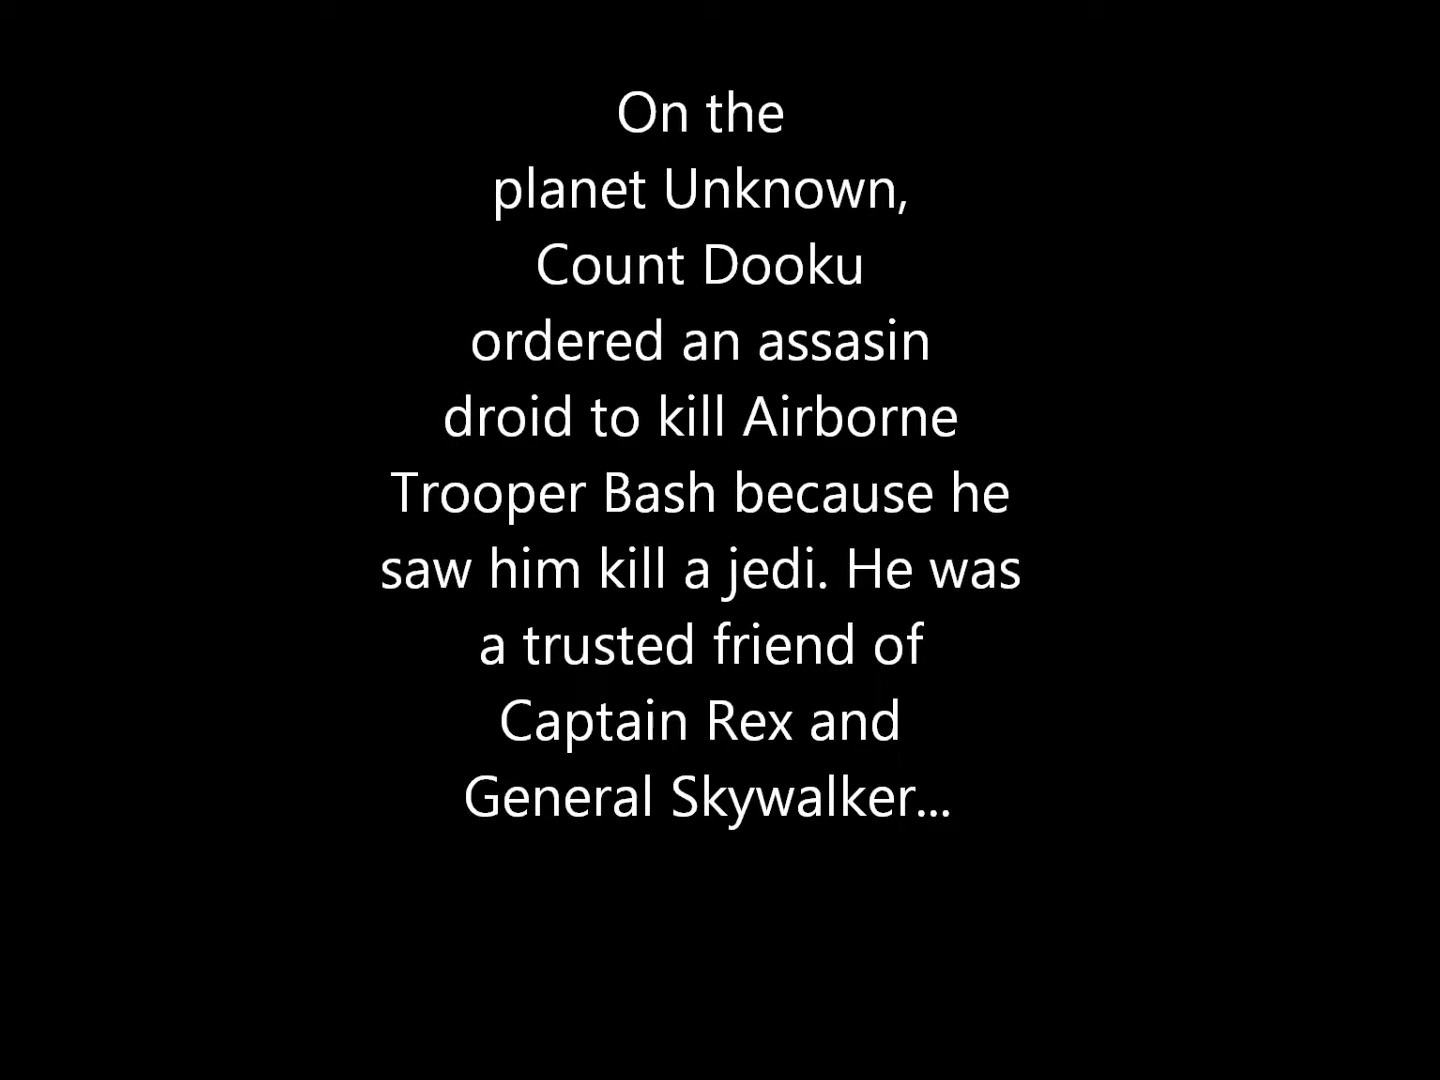 On the
planet Unknown,
Count Dooku
ordered an assasin
droid to kill Airborne
Trooper Bash because he
saw him kill a jedi. He was
a trusted friend of
Captain Rex and
General Skywalker...